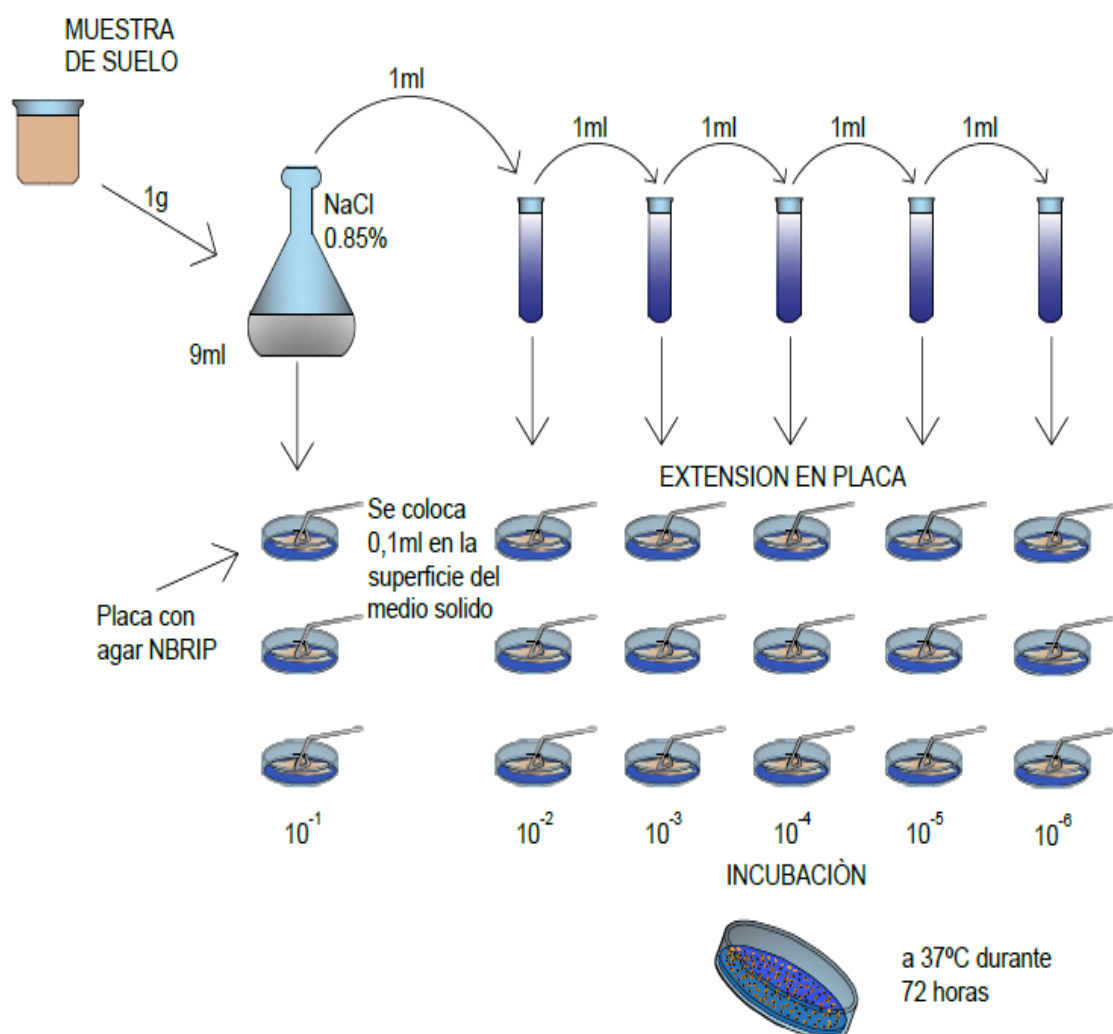 MUESTRA
DE SUELO
1g
NaCl
0.85%
9ml
1ml
1ml
1ml
1ml
1ml
EXTENSION EN PLACA
Se coloca
0,1ml en la
superficie del
medio solido
Placa con
agar NBRIP
10⁻¹
10⁻²
10⁻³
10⁻⁴
10⁻⁵
10⁻⁶
INCUBACIÒN
a 37ºC durante
72 horas